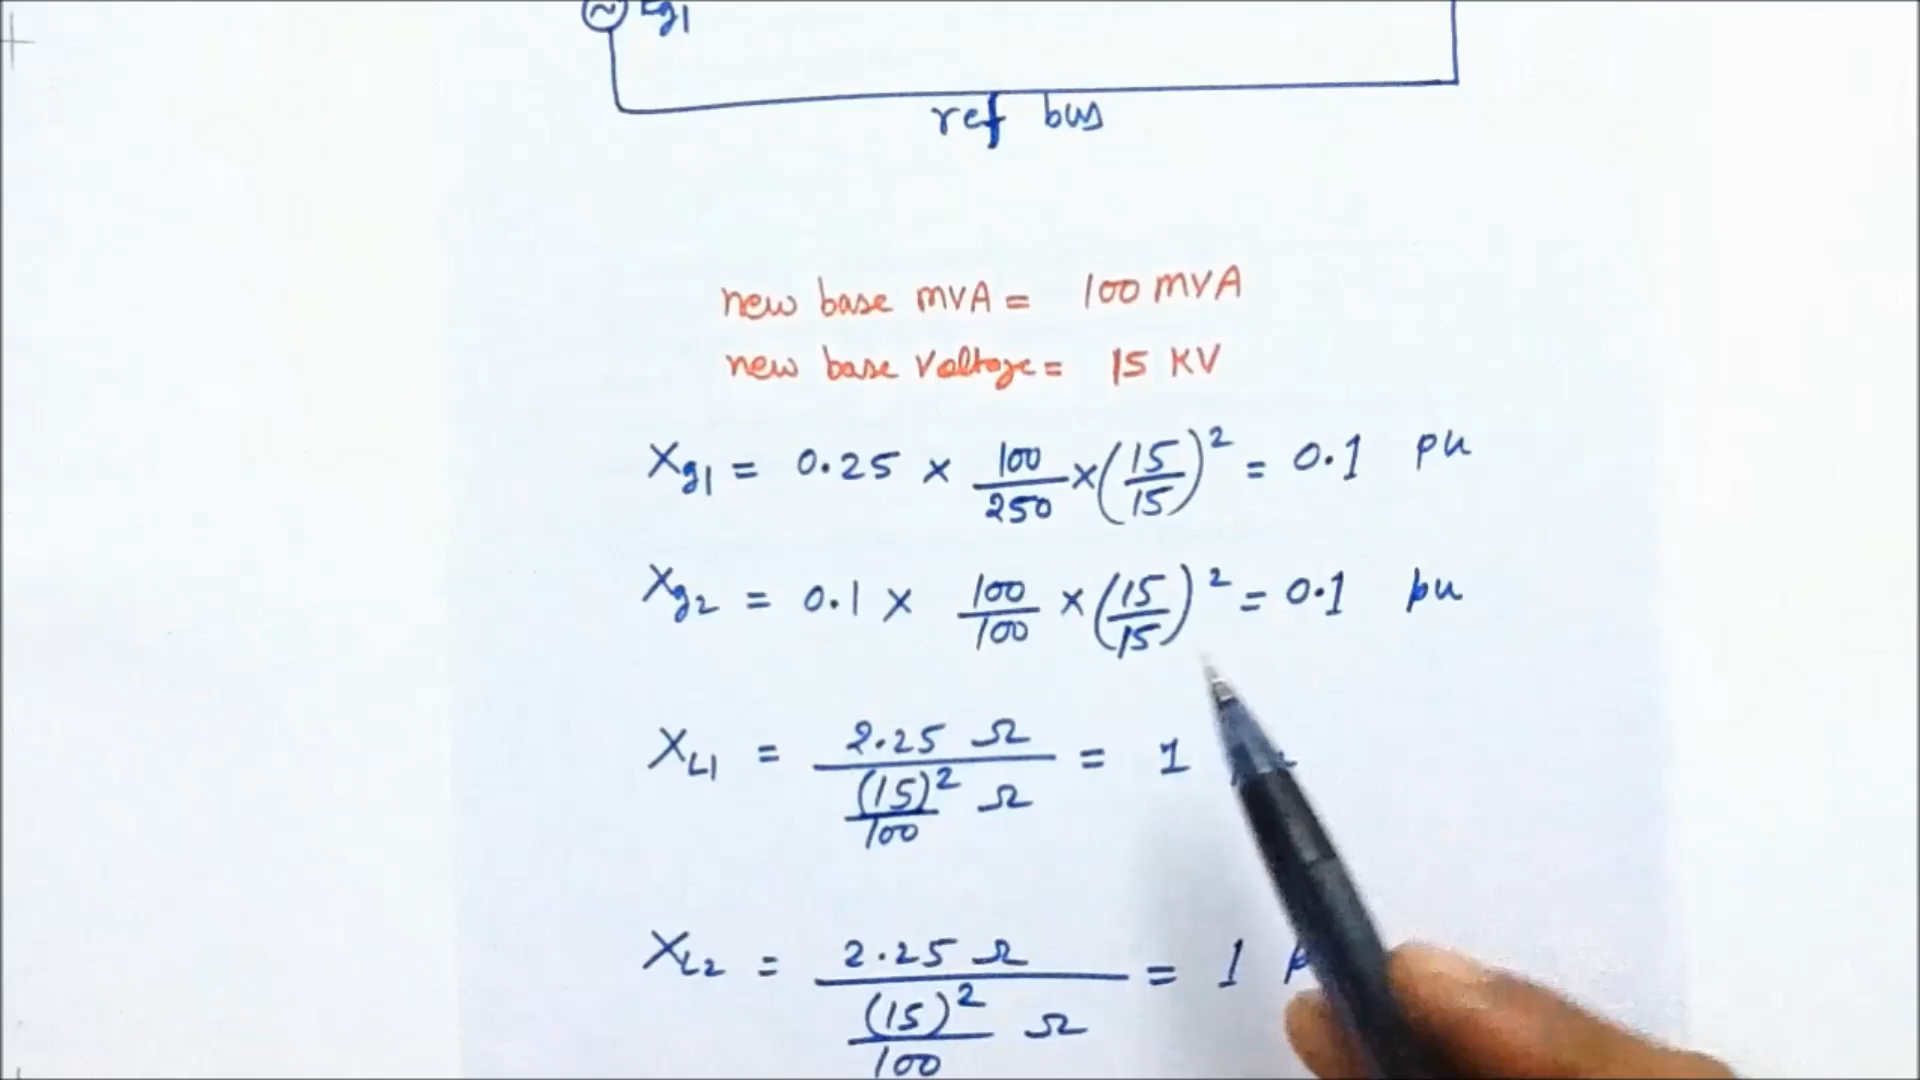 ~ Eg1
ref bus
new base MVA = 100 MVA
new base Voltage = 15 KV
Xg1 = 0.25 × 100/250 × (15/15)² = 0.1 pu
Xg2 = 0.1 × 100/100 × (15/15)² = 0.1 pu
XL1 = 2.25 Ω / ((15)²/100 Ω) = 1
XL2 = 2.25 Ω / ((15)²/100 Ω) = 1 p